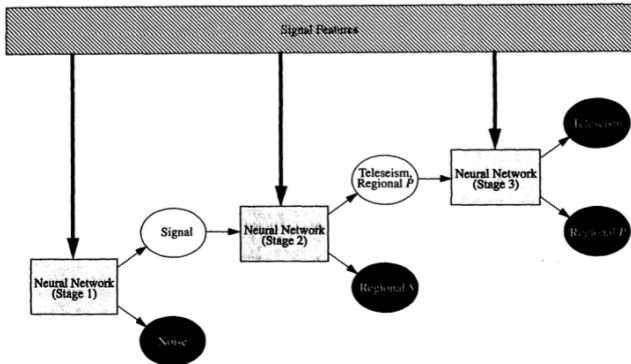 Signal Features
Teleseism
Teleseism,
Regional P
Neural Network
(Stage 3)
Signal
Neural Network
(Stage 2)
Regional P
Neural Network
(Stage 1)
Regional S
Noise